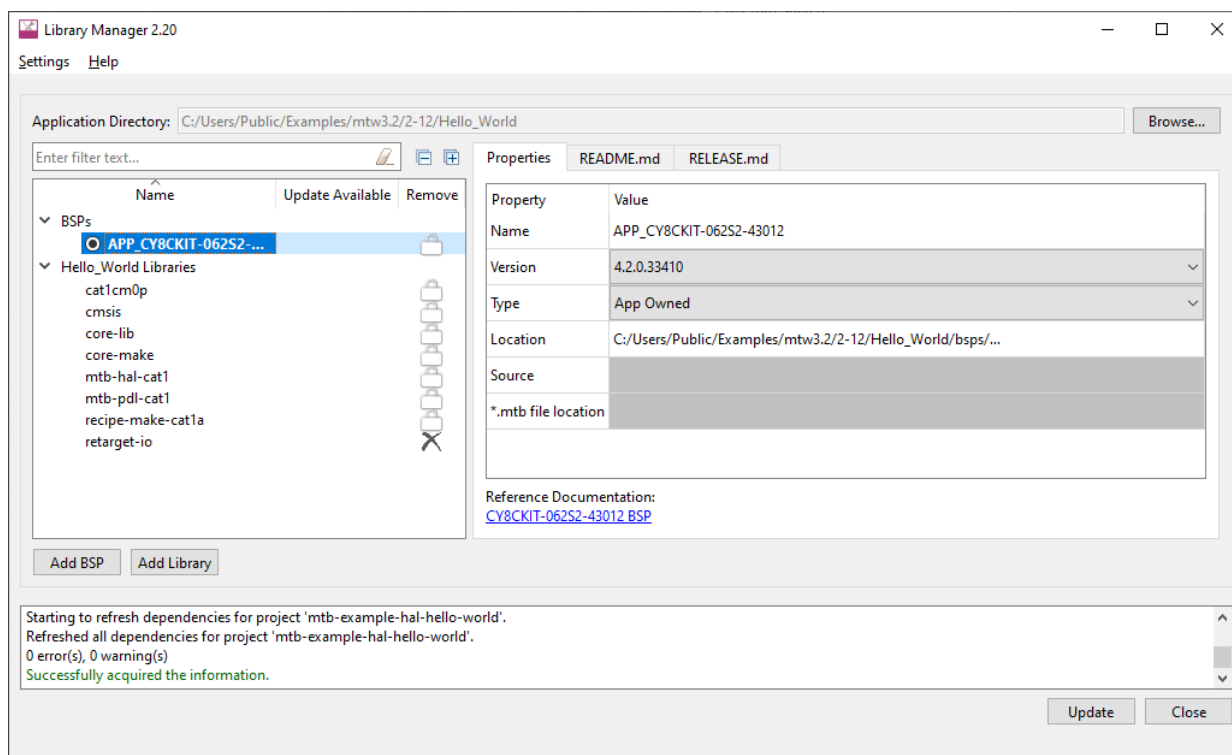 Library Manager 2.20
Settings Help
Application Directory: C:/Users/Public/Examples/mtw3.2/2-12/Hello_World Browse...
Enter filter text...
Properties README.md RELEASE.md
Name Update Available Remove
BSPs
APP_CY8CKIT-062S2-...
Hello_World Libraries
cat1cm0p
cmsis
core-lib
core-make
mtb-hal-cat1
mtb-pdl-cat1
recipe-make-cat1a
retarget-io
Property Value
Name APP_CY8CKIT-062S2-43012
Version 4.2.0.33410
Type App Owned
Location C:/Users/Public/Examples/mtw3.2/2-12/Hello_World/bsps/...
Source
*.mtb file location
Reference Documentation:
CY8CKIT-062S2-43012 BSP
Add BSP Add Library
Starting to refresh dependencies for project 'mtb-example-hal-hello-world'.
Refreshed all dependencies for project 'mtb-example-hal-hello-world'.
0 error(s), 0 warning(s)
Successfully acquired the information.
Update Close